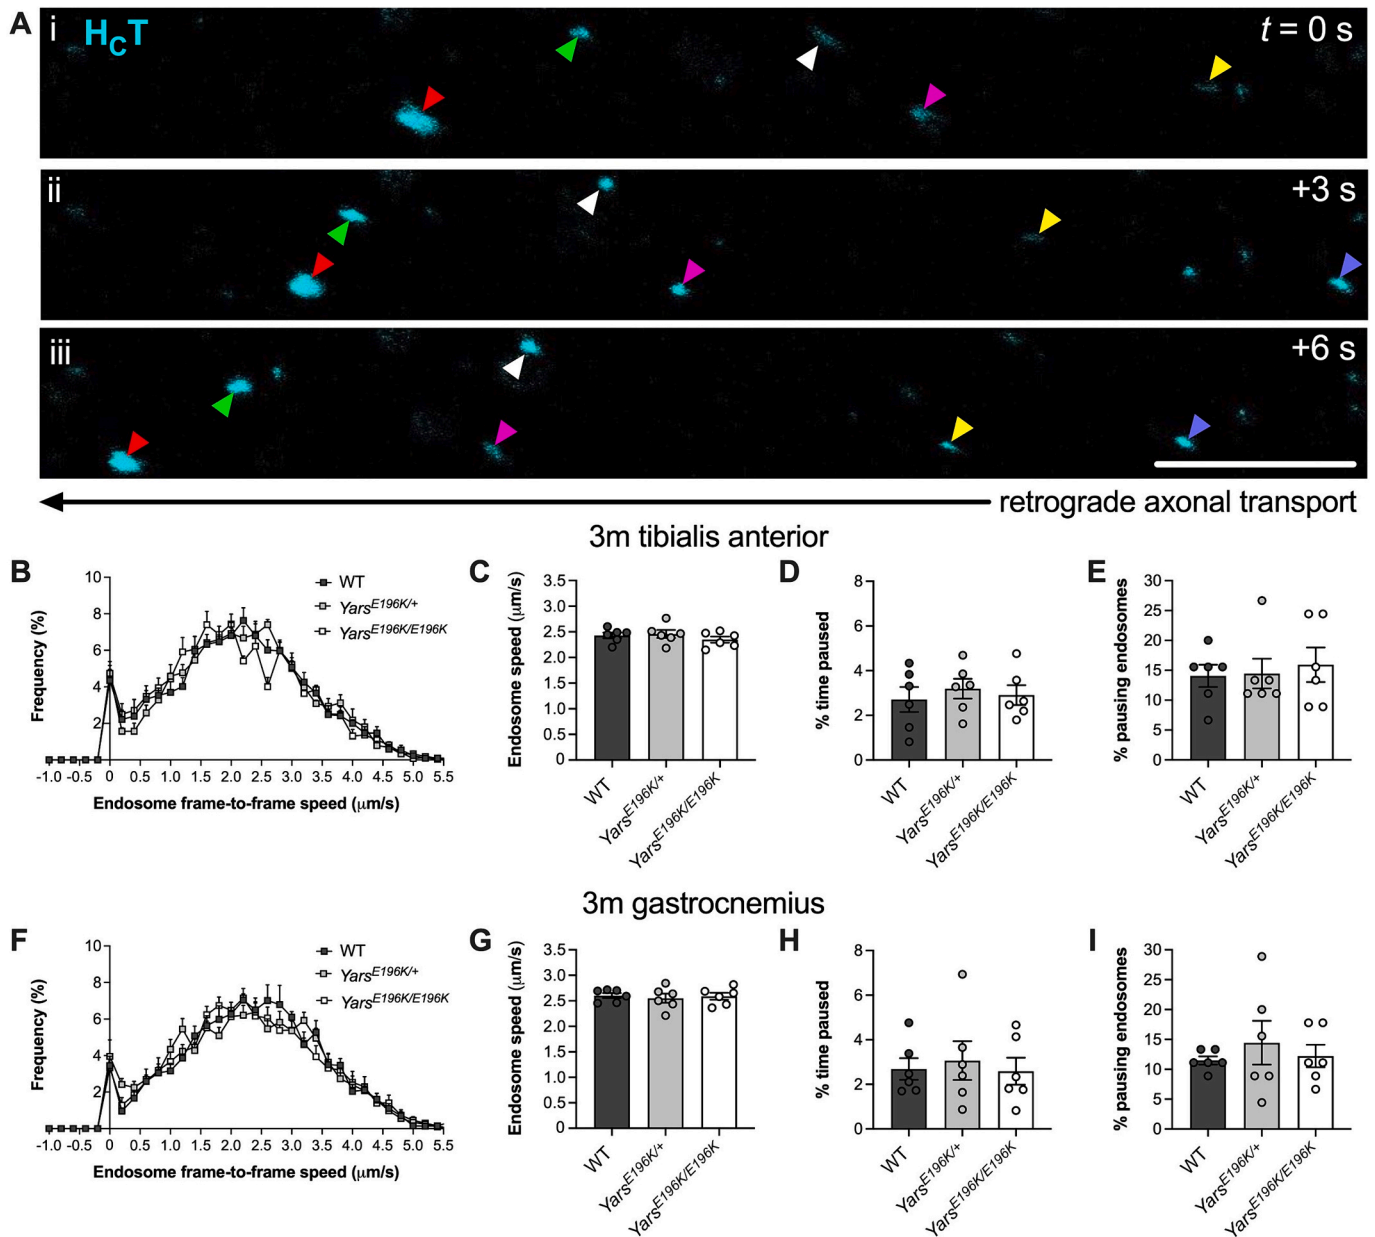 A
i
HCT
t = 0 s
ii
+3 s
iii
+6 s
retrograde axonal transport
3m tibialis anterior
B
Frequency (%)
10
8
6
4
2
-1.0 -0.5 0 0.5 1.0 1.5 2.0 2.5 3.0 3.5 4.0 4.5 5.0 5.5
Endosome frame-to-frame speed (μm/s)
WT
YarsE196K/+
YarsE196K/E196K
C
Endosome speed (μm/s)
3.5
3.0
2.5
2.0
1.5
1.0
0.5
0
WT
YarsE196K/+
YarsE196K/E196K
D
% time paused
8
6
4
2
0
WT
YarsE196K/+
YarsE196K/E196K
E
% pausing endosomes
30
25
20
15
10
5
0
WT
YarsE196K/+
YarsE196K/E196K
3m gastrocnemius
F
Frequency (%)
10
8
6
4
2
-1.0 -0.5 0 0.5 1.0 1.5 2.0 2.5 3.0 3.5 4.0 4.5 5.0 5.5
Endosome frame-to-frame speed (μm/s)
WT
YarsE196K/+
YarsE196K/E196K
G
Endosome speed (μm/s)
3.5
3.0
2.5
2.0
1.5
1.0
0.5
0
WT
YarsE196K/+
YarsE196K/E196K
H
% time paused
8
6
4
2
0
WT
YarsE196K/+
YarsE196K/E196K
I
% pausing endosomes
30
25
20
15
10
5
0
WT
YarsE196K/+
YarsE196K/E196K